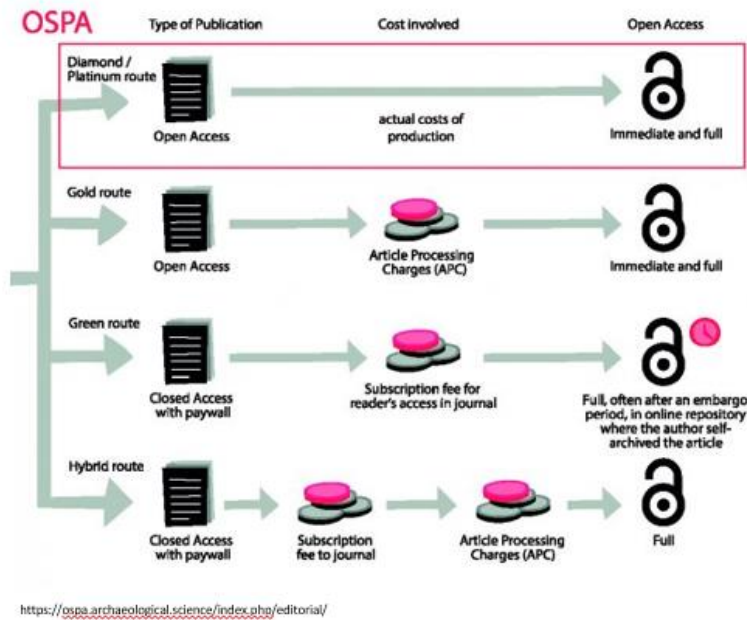 OSPA
Type of Publication
Cost involved
Open Access
Diamond /
Platinum route
Open Access
actual costs of
production
Immediate and full
Gold route
Open Access
Article Processing
Charges (APC)
Immediate and full
Green route
Closed Access
with paywall
Subscription fee for
reader's access in journal
Full, often after an embargo
period, in online repository
where the author self-
archived the article
Hybrid route
Closed Access
with paywall
Subscription
fee to journal
Article Processing
Charges (APC)
Full
https://ospa.archaeological.science/index.php/editorial/